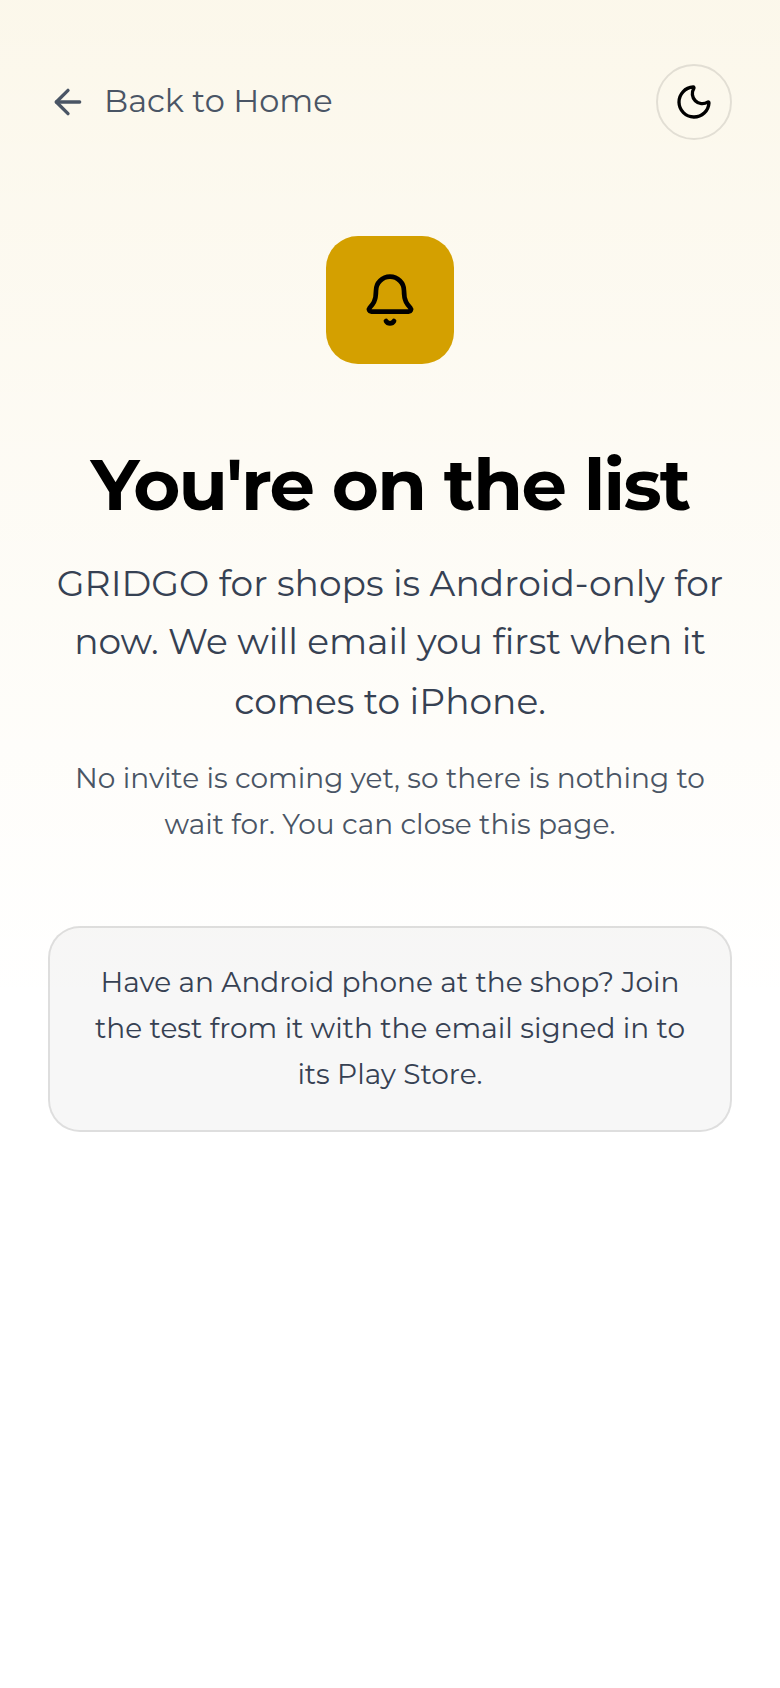 Back to Home
You're on the list
GRIDGO for shops is Android-only for
now. We will email you first when it
comes to iPhone.
No invite is coming yet, so there is nothing to
wait for. You can close this page.
Have an Android phone at the shop? Join
the test from it with the email signed in to
its Play Store.